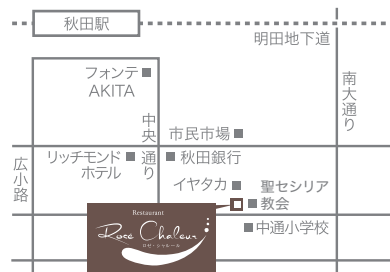 秋田駅
明田地下道
フォンテ
AKITA
南大通り
中央通り
市民市場
広小路
リッチモンド
ホテル
秋田銀行
イヤタカ
聖セシリア
教会
中通小学校
Restaurant
Rose Chaleur
ロゼ・シャルール